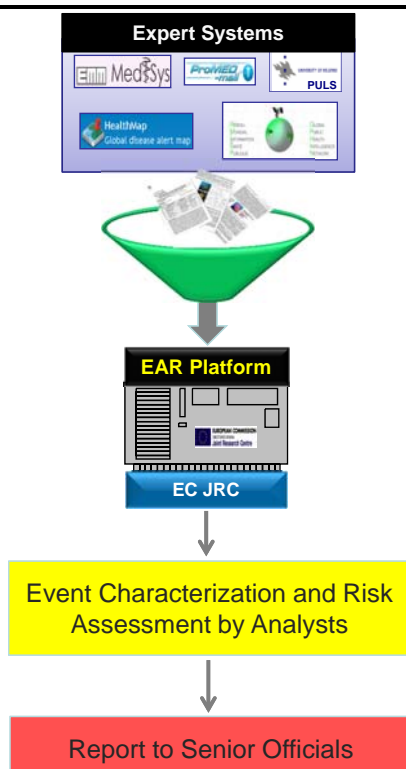 Expert Systems
Emm MedISys
ProMED
-mail
PULS
HealthMap
Global disease alert map
EAR Platform
EUROPEAN COMMISSION
Joint Research Centre
EC JRC
Event Characterization and Risk
Assessment by Analysts
Report to Senior Officials